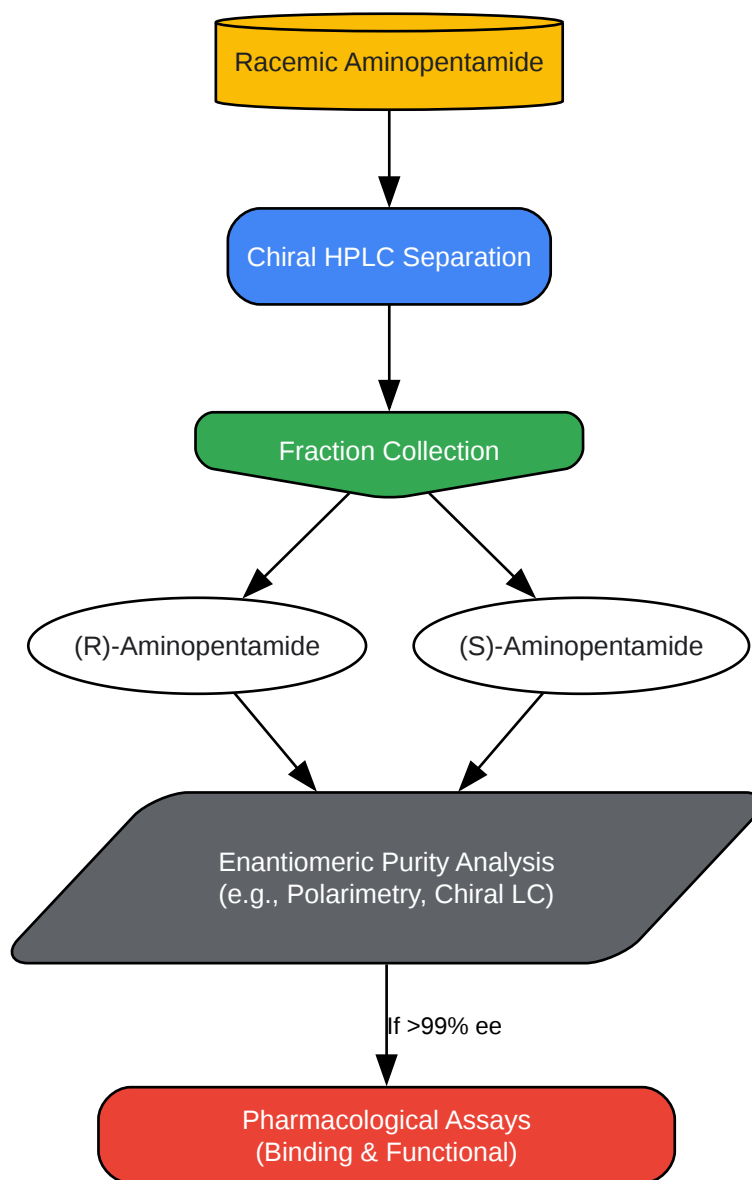 Racemic Aminopentamide
Chiral HPLC Separation
Fraction Collection
(R)-Aminopentamide
(S)-Aminopentamide
Enantiomeric Purity Analysis
(e.g., Polarimetry, Chiral LC)
If >99% ee
Pharmacological Assays
(Binding & Functional)